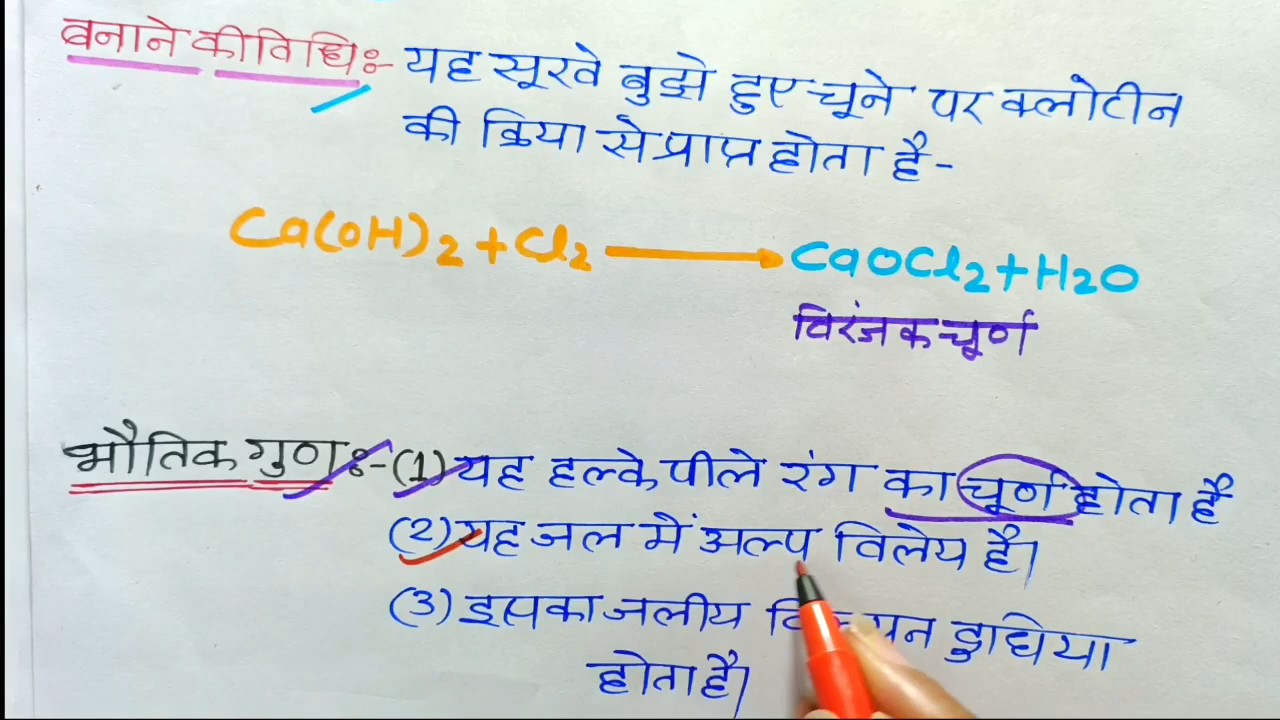 बनाने की विधि:- यह सूखे बुझे हुए चूने पर क्लोरीन
की क्रिया से प्राप्त होता है-
Ca(OH)2 + Cl2 → CaOCl2 + H2O
विरंजक चूर्ण
भौतिक गुण:- (1) यह हल्के पीले रंग का चूर्ण होता है
(2) यह जल में अल्प विलेय है।
(3) इसका जलीय दुधिया
होता है।